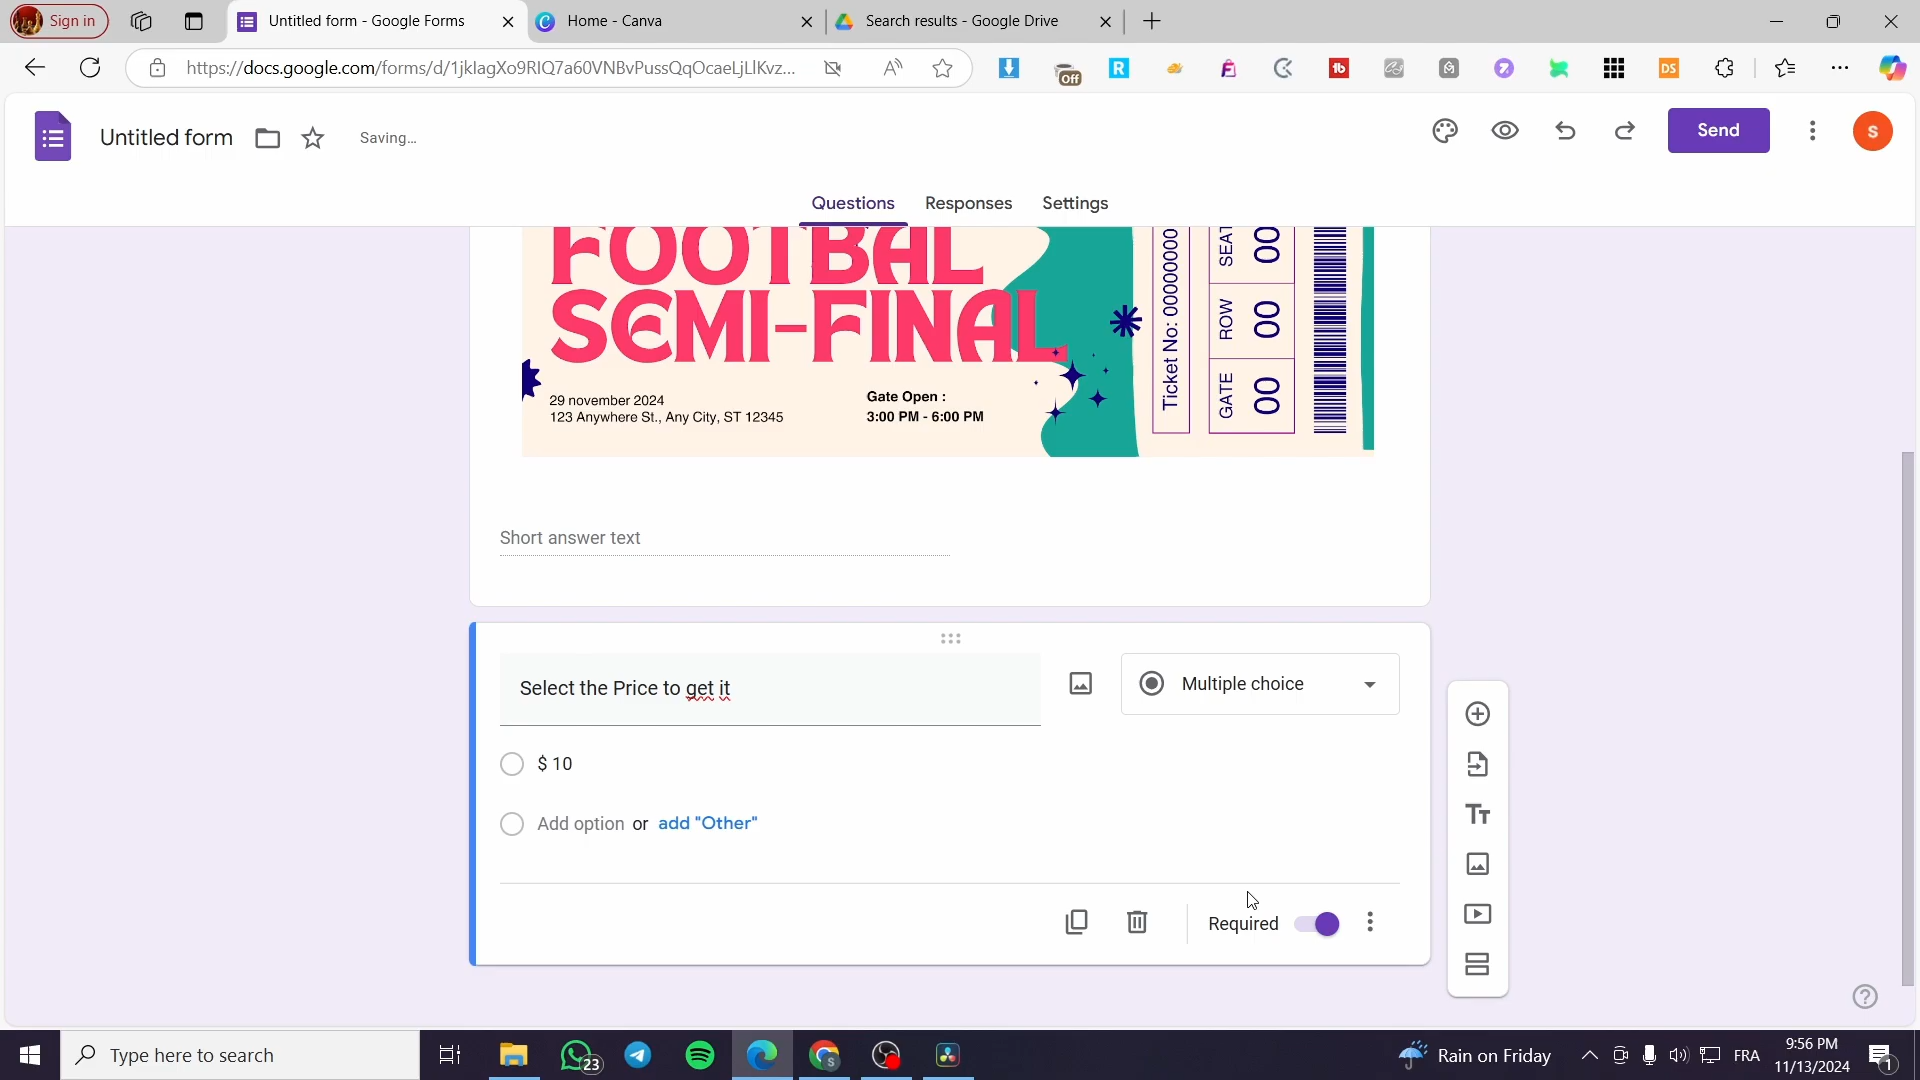 Sign in
Untitled form - Google Forms
Home - Canva
Search results - Google Drive
https://docs.google.com/forms/d/1jklagXo9RIQ7a60VNBvPussQqOcaeLjLlKvz...
Off
Untitled form
Saving...
Send
S
Questions
Responses
Settings
FOOTBAL
SEMI-FINAL
29 november 2024
123 Anywhere St., Any City, ST 12345
Gate Open :
3:00 PM - 6:00 PM
Ticket No: 00000000
SEAT
00
ROW
00
GATE
00
Short answer text
Select the Price to get it
Multiple choice
$ 10
Add option or add "Other"
Required
Type here to search
23
Rain on Friday
FRA
9:56 PM
11/13/2024
1